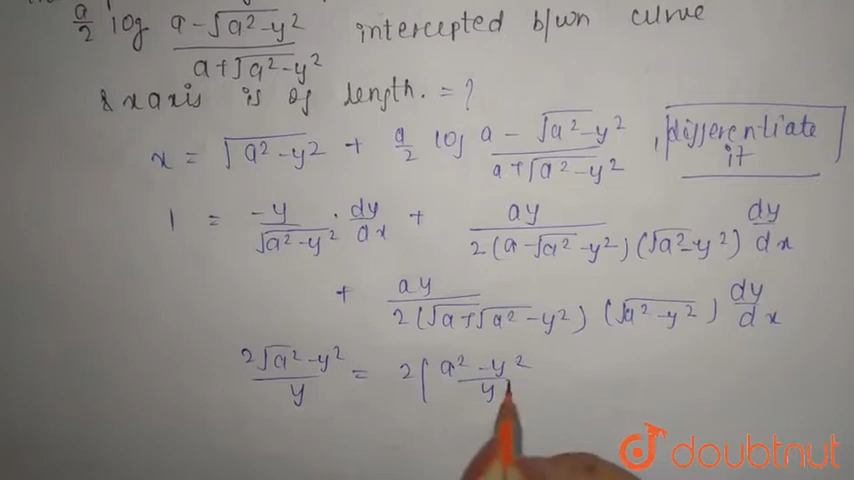 a/2 log (a - √a² - y²)/(a + √a² - y²) intercepted b/wn curve
& x axis is of length. = ?
x = √a² - y² + a/2 log (a - √a² - y²)/(a + √a² - y²) , differentiate it
1 = -y/√a² - y² · dy/dx + ay/2(a - √a² - y²)(√a² - y²) dy/dx
+ ay/2(√a + √a² - y²) (√a² - y²) dy/dx
2√a² - y²/y = 2[a² - y²/y
doubtnut